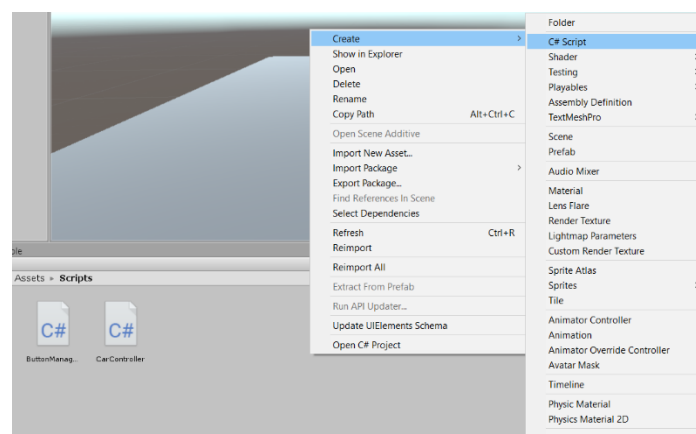 Create
Show in Explorer
Open
Delete
Rename
Copy Path Alt+Ctrl+C
Open Scene Additive
Import New Asset...
Import Package
Export Package...
Find References In Scene
Select Dependencies
Refresh Ctrl+R
Reimport
Reimport All
Extract From Prefab
Run API Updater...
Update UIElements Schema
Open C# Project
Folder
C# Script
Shader
Testing
Playables
Assembly Definition
TextMeshPro
Scene
Prefab
Audio Mixer
Material
Lens Flare
Render Texture
Lightmap Parameters
Custom Render Texture
Sprite Atlas
Sprites
Tile
Animator Controller
Animation
Animator Override Controller
Avatar Mask
Timeline
Physic Material
Physics Material 2D
Assets ▸ Scripts
C# C#
ButtonManag... CarController